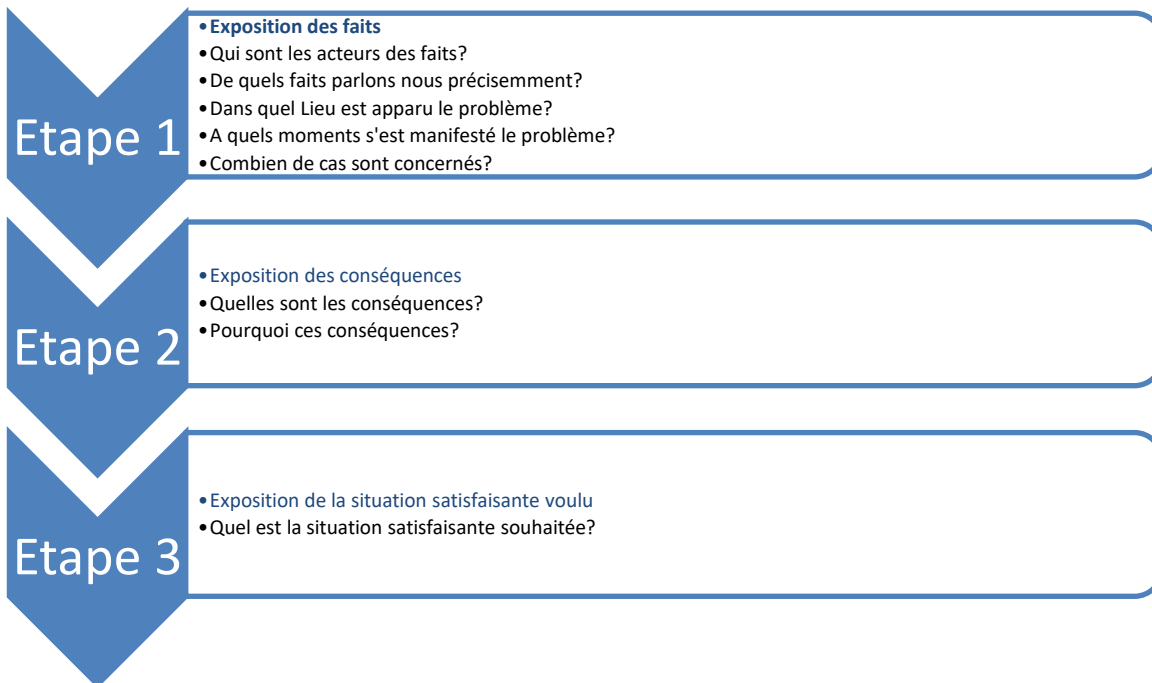 Etape 1
•Exposition des faits
•Qui sont les acteurs des faits?
•De quels faits parlons nous précisemment?
•Dans quel Lieu est apparu le problème?
•A quels moments s'est manifesté le problème?
•Combien de cas sont concernés?
Etape 2
•Exposition des conséquences
•Quelles sont les conséquences?
•Pourquoi ces conséquences?
Etape 3
•Exposition de la situation satisfaisante voulu
•Quel est la situation satisfaisante souhaitée?